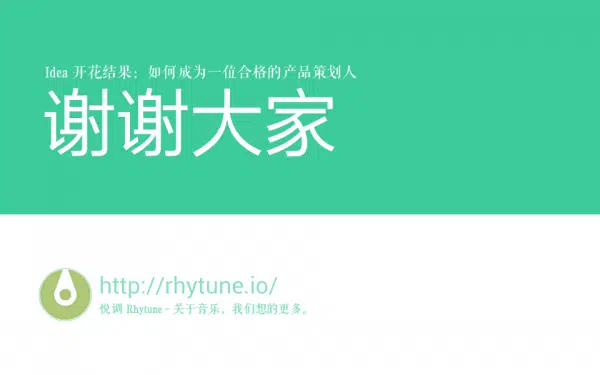 Idea 开花结果：如何成为一位合格的产品策划人
谢谢大家
http://rhytune.io/
悦调 Rhytune - 关于音乐，我们想的更多。